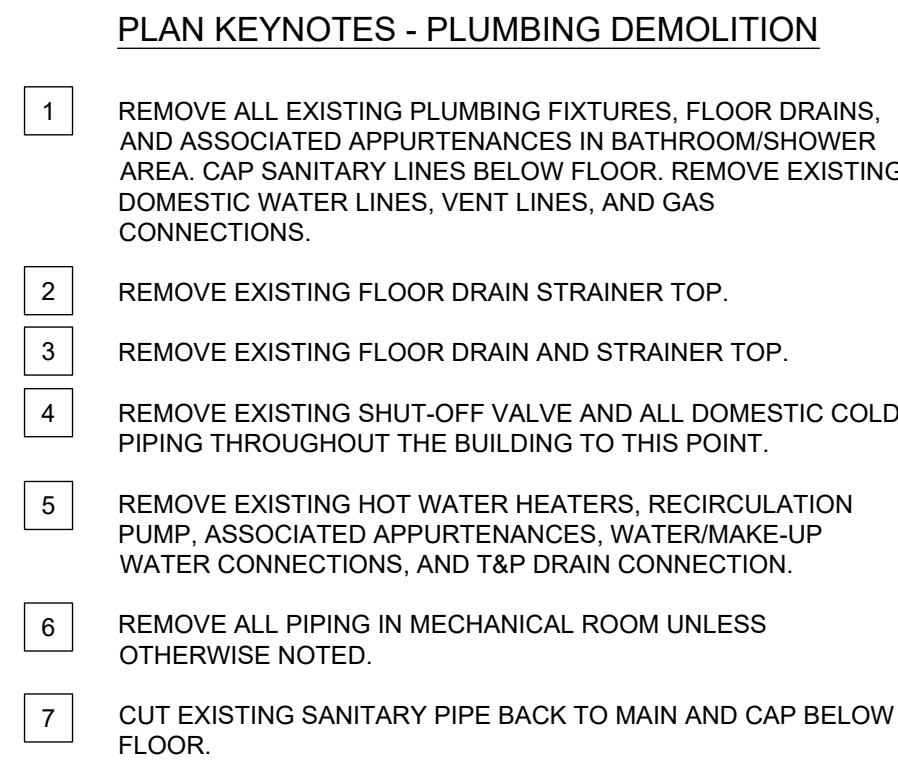 PLAN KEYNOTES - PLUMBING DEMOLITION
1 REMOVE ALL EXISTING PLUMBING FIXTURES, FLOOR DRAINS,
AND ASSOCIATED APPURTENANCES IN BATHROOM/SHOWER
AREA. CAP SANITARY LINES BELOW FLOOR. REMOVE EXISTING
DOMESTIC WATER LINES, VENT LINES, AND GAS
CONNECTIONS.
2 REMOVE EXISTING FLOOR DRAIN STRAINER TOP.
3 REMOVE EXISTING FLOOR DRAIN AND STRAINER TOP.
4 REMOVE EXISTING SHUT-OFF VALVE AND ALL DOMESTIC COLD
PIPING THROUGHOUT THE BUILDING TO THIS POINT.
5 REMOVE EXISTING HOT WATER HEATERS, RECIRCULATION
PUMP, ASSOCIATED APPURTENANCES, WATER/MAKE-UP
WATER CONNECTIONS, AND T&P DRAIN CONNECTION.
6 REMOVE ALL PIPING IN MECHANICAL ROOM UNLESS
OTHERWISE NOTED.
7 CUT EXISTING SANITARY PIPE BACK TO MAIN AND CAP BELOW
FLOOR.